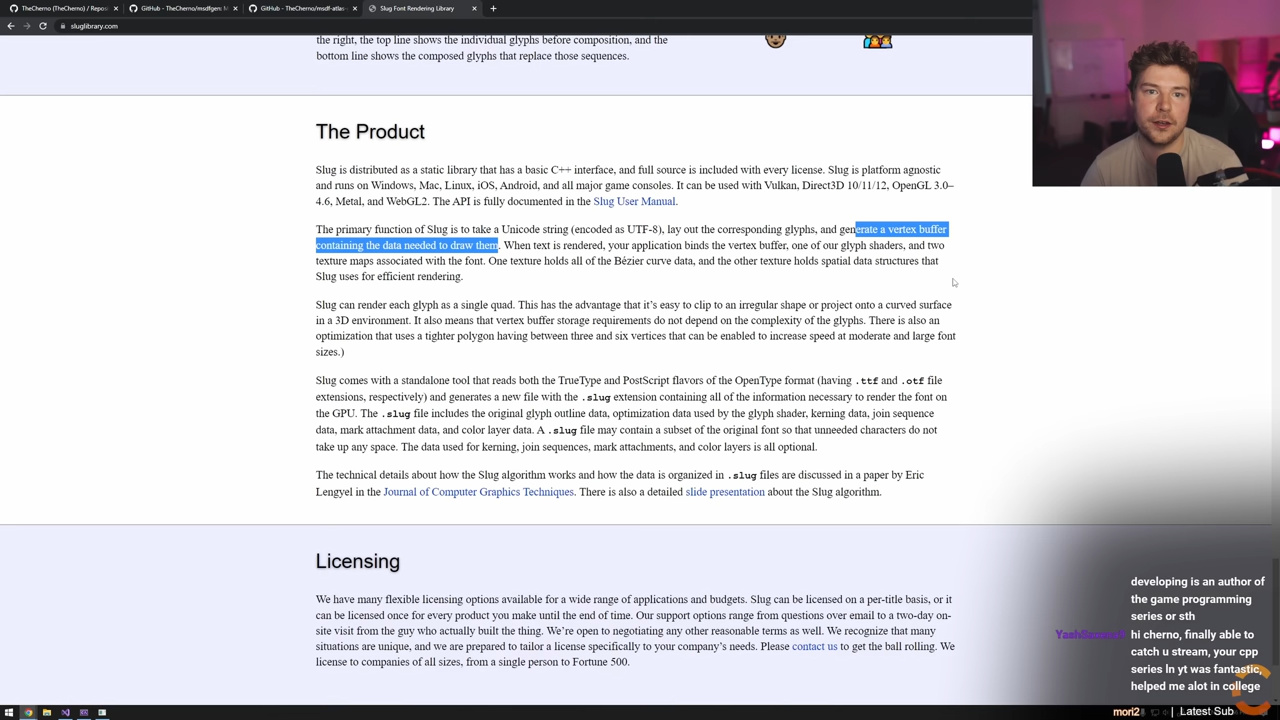 TheCherno (TheCherno) / Repos
GitHub - TheCherno/msdfgen: M
GitHub - TheCherno/msdf-atlas-
Slug Font Rendering Library
sluglibrary.com
the right, the top line shows the individual glyphs before composition, and the
bottom line shows the composed glyphs that replace those sequences.
The Product
Slug is distributed as a static library that has a basic C++ interface, and full source is included with every license. Slug is platform agnostic
and runs on Windows, Mac, Linux, iOS, Android, and all major game consoles. It can be used with Vulkan, Direct3D 10/11/12, OpenGL 3.0–
4.6, Metal, and WebGL2. The API is fully documented in the Slug User Manual.
The primary function of Slug is to take a Unicode string (encoded as UTF-8), lay out the corresponding glyphs, and generate a vertex buffer
containing the data needed to draw them. When text is rendered, your application binds the vertex buffer, one of our glyph shaders, and two
texture maps associated with the font. One texture holds all of the Bézier curve data, and the other texture holds spatial data structures that
Slug uses for efficient rendering.
Slug can render each glyph as a single quad. This has the advantage that it's easy to clip to an irregular shape or project onto a curved surface
in a 3D environment. It also means that vertex buffer storage requirements do not depend on the complexity of the glyphs. There is also an
optimization that uses a tighter polygon having between three and six vertices that can be enabled to increase speed at moderate and large font
sizes.)
Slug comes with a standalone tool that reads both the TrueType and PostScript flavors of the OpenType format (having .ttf and .otf file
extensions, respectively) and generates a new file with the .slug extension containing all of the information necessary to render the font on
the GPU. The .slug file includes the original glyph outline data, optimization data used by the glyph shader, kerning data, join sequence
data, mark attachment data, and color layer data. A .slug file may contain a subset of the original font so that unneeded characters do not
take up any space. The data used for kerning, join sequences, mark attachments, and color layers is all optional.
The technical details about how the Slug algorithm works and how the data is organized in .slug files are discussed in a paper by Eric
Lengyel in the Journal of Computer Graphics Techniques. There is also a detailed slide presentation about the Slug algorithm.
Licensing
We have many flexible licensing options available for a wide range of applications and budgets. Slug can be licensed on a per-title basis, or it
can be licensed once for every product you make until the end of time. Our support options range from questions over email to a two-day on-
site visit from the guy who actually built the thing. We're open to negotiating any other reasonable terms as well. We recognize that many
situations are unique, and we are prepared to tailor a license specifically to your company's needs. Please contact us to get the ball rolling. We
license to companies of all sizes, from a single person to Fortune 500.
developing is an author of
the game programming
series or sth
hi cherno, finally able to
catch u stream, your cpp
series ln yt was fantastic,
helped me alot in college
mori2
Latest Sub